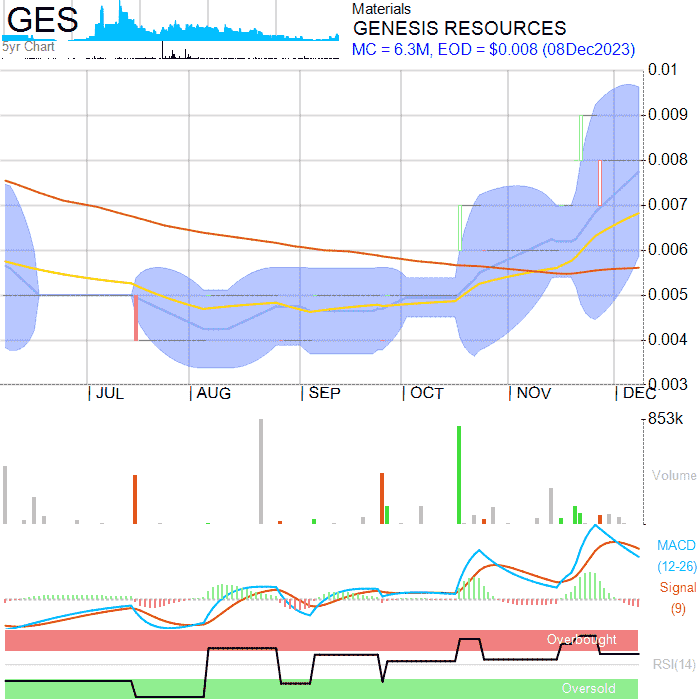 GES
5yr Chart
Materials
GENESIS RESOURCES
MC = 6.3M, EOD = $0.008 (08Dec2023)
0.01
0.009
0.008
0.007
0.006
0.005
0.004
0.003
JUL AUG SEP OCT NOV DEC
853k
Volume
MACD
(12-26)
Signal
(9)
Overbought
RSI(14)
Oversold